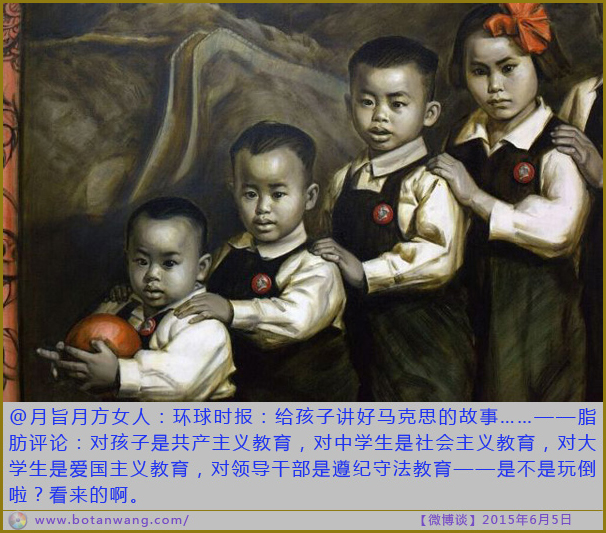 @月旨月方女人：环球时报：给孩子讲好马克思的故事……——脂
肪评论：对孩子是共产主义教育，对中学生是社会主义教育，对大
学生是爱国主义教育，对领导干部是遵纪守法教育——是不是玩倒
啦？看来的啊。
www.botanwang.com/ 【微博谈】2015年6月5日